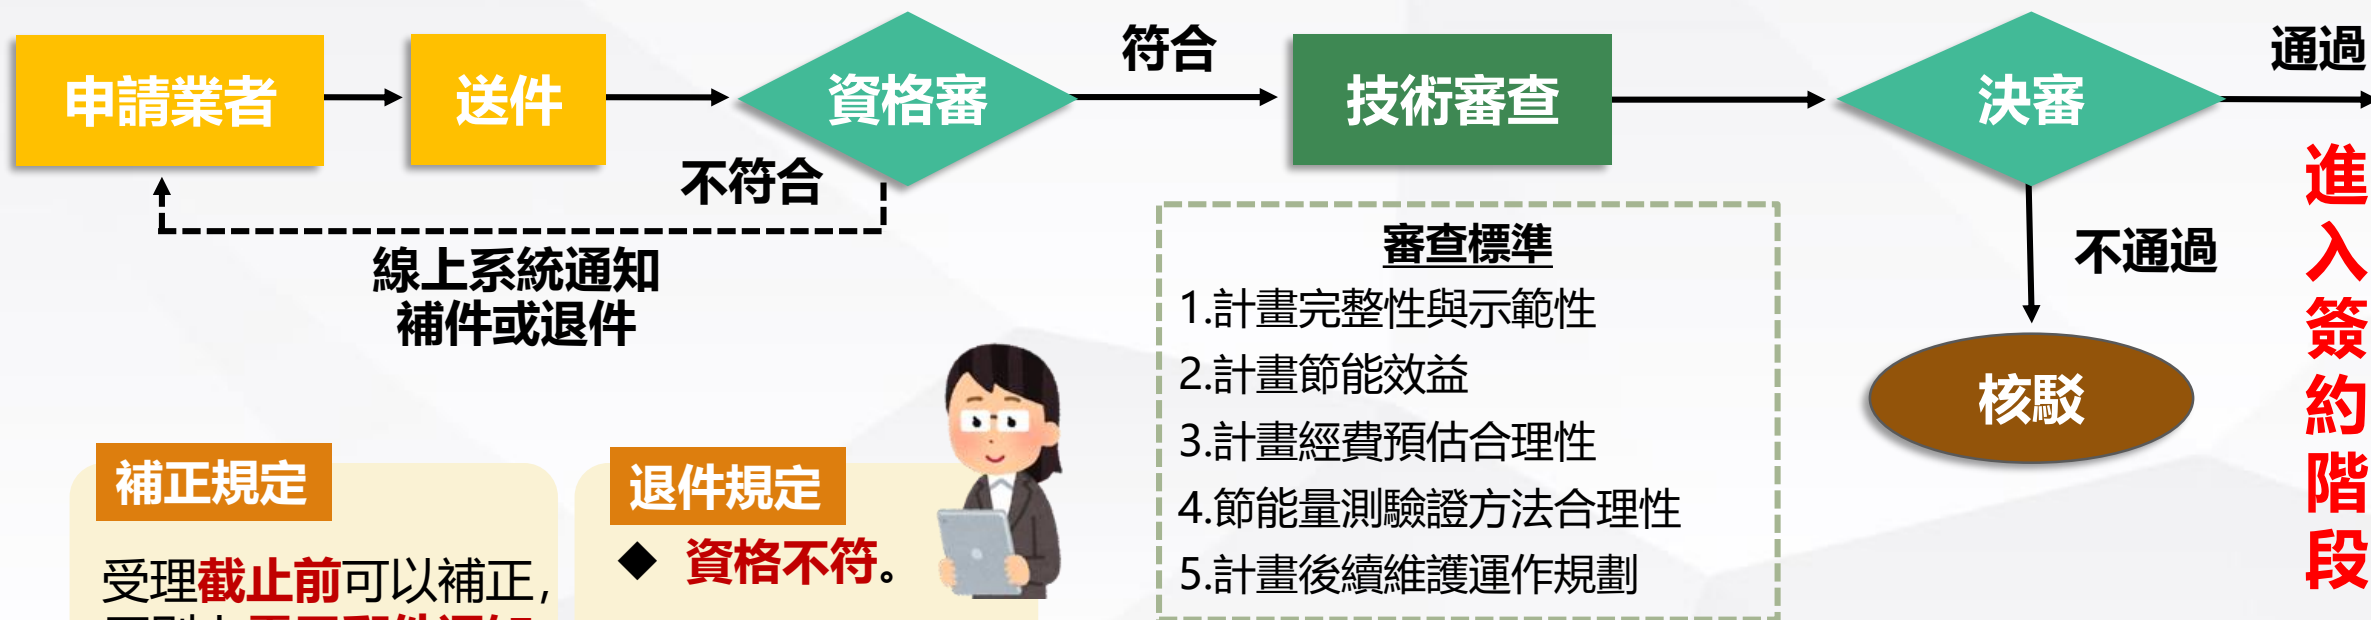 申請業者
送件
資格審
符合
技術審查
決審
通過
不符合
線上系統通知
補件或退件
審查標準
1.計畫完整性與示範性
2.計畫節能效益
3.計畫經費預估合理性
4.節能量測驗證方法合理性
5.計畫後續維護運作規劃
不通過
核駁
進入簽約階段
補正規定
受理截止前可以補正，
退件規定
◆ 資格不符。